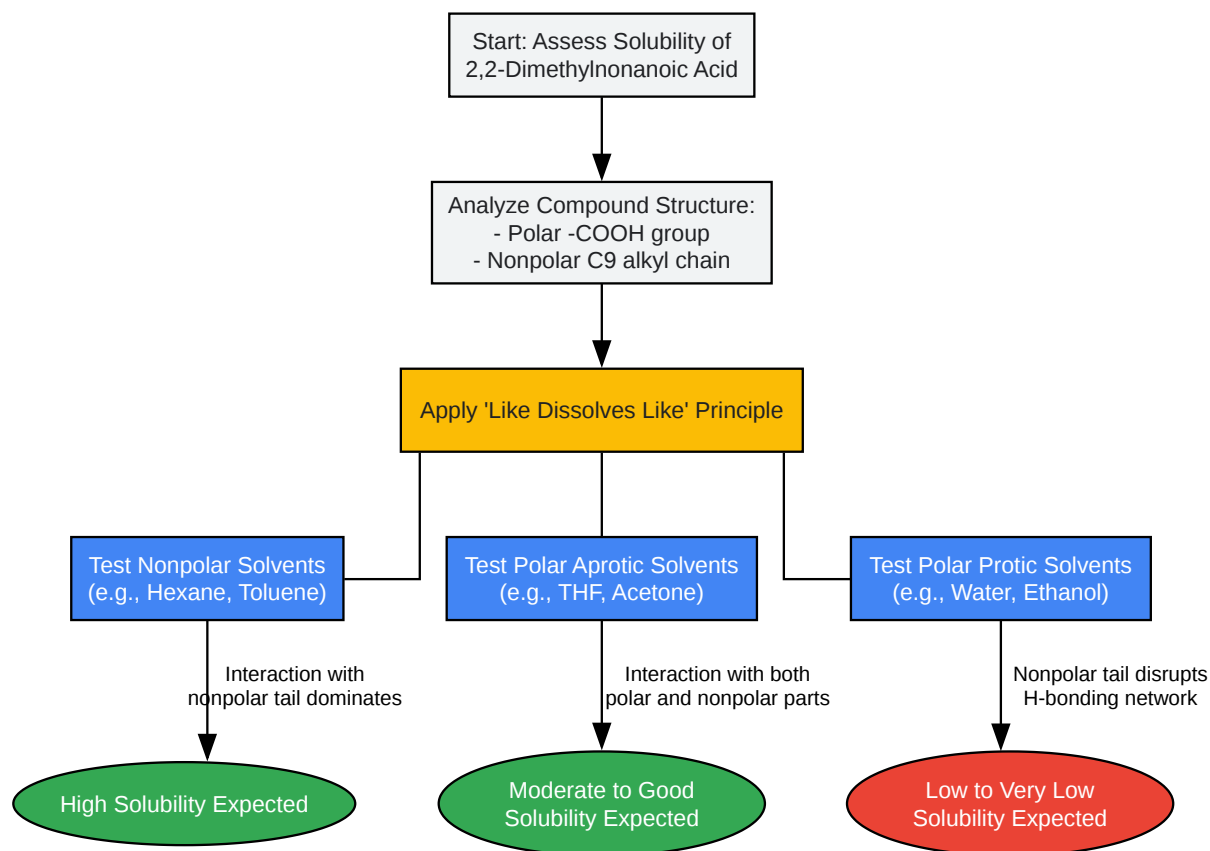 Start: Assess Solubility of
2,2-Dimethylnonanoic Acid
Analyze Compound Structure:
- Polar -COOH group
- Nonpolar C9 alkyl chain
Apply 'Like Dissolves Like' Principle
Test Nonpolar Solvents
(e.g., Hexane, Toluene)
Test Polar Aprotic Solvents
(e.g., THF, Acetone)
Test Polar Protic Solvents
(e.g., Water, Ethanol)
Interaction with
nonpolar tail dominates
Interaction with both
polar and nonpolar parts
Nonpolar tail disrupts
H-bonding network
High Solubility Expected
Moderate to Good
Solubility Expected
Low to Very Low
Solubility Expected